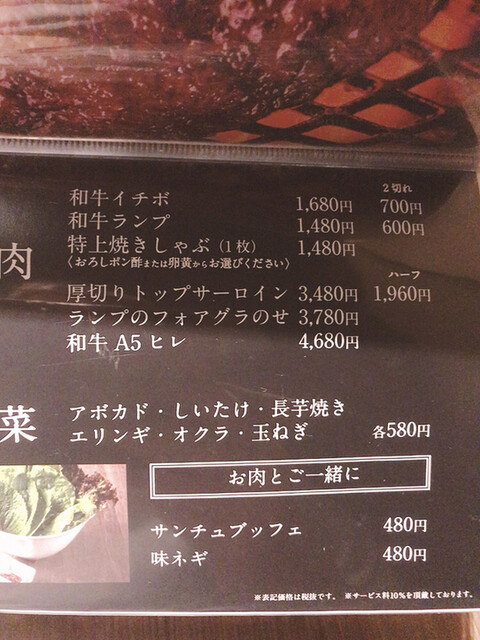 2切れ
和牛イチボ 1,680円 700円
和牛ランプ 1,480円 600円
特上焼きしゃぶ(1枚) 1,480円
〈おろしポン酢または卵黄からお選びください〉
肉
ハーフ
厚切りトップサーロイン 3,480円 1,960円
ランプのフォアグラのせ 3,780円
和牛 A5 ヒレ 4,680円
菜
アボカド・しいたけ・長芋焼き
エリンギ・オクラ・玉ねぎ 各580円
お肉とご一緒に
サンチュブッフェ 480円
味ネギ 480円
※表記価格は税抜です。 ※サービス料10%を頂戴しております。